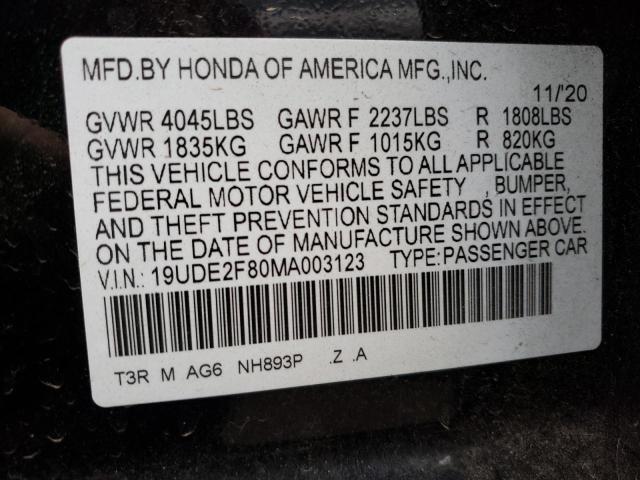 MFD.BY HONDA OF AMERICA MFG.,INC.
11/'20
GVWR 4045LBS GAWR F 2237LBS R 1808LBS
GVWR 1835KG GAWR F 1015KG R 820KG
THIS VEHICLE CONFORMS TO ALL APPLICABLE
FEDERAL MOTOR VEHICLE SAFETY , BUMPER,
AND THEFT PREVENTION STANDARDS IN EFFECT
ON THE DATE OF MANUFACTURE SHOWN ABOVE.
V.I.N.: 19UDE2F80MA003123 TYPE:PASSENGER CAR
T3R M AG6 NH893P .Z .A